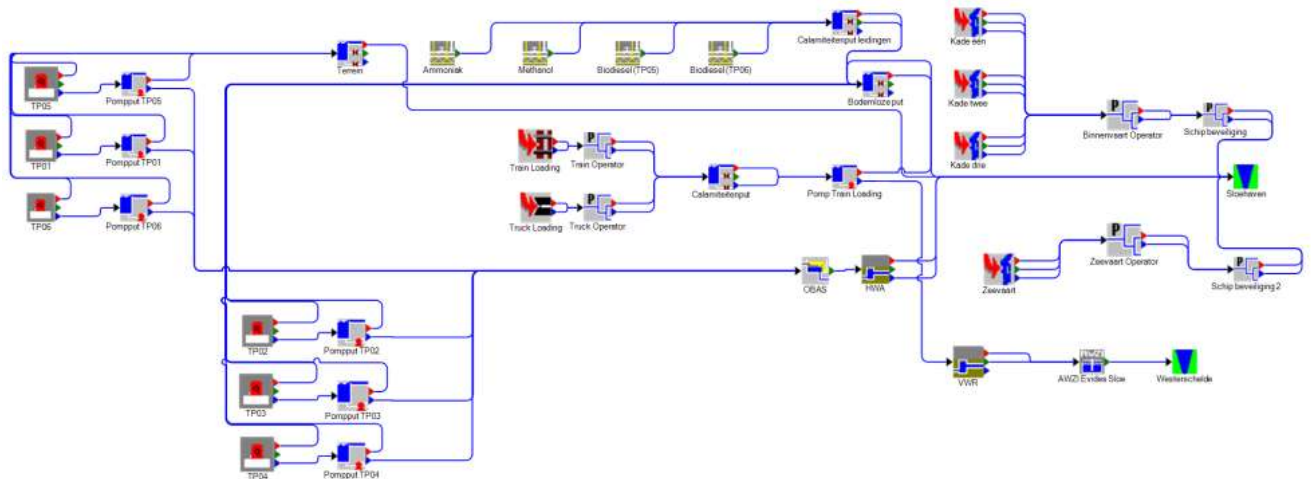 Terrein
Ammoniak
Methanol
Biodiesel (TP05)
Biodiesel (TP06)
Calamiteitenput leidingen
Kade een
TP05
Pompput TP05
Bodemloze put
Kade twee
Binnenvaart Operator
Schip beveiliging
TP01
Pompput TP01
Train Loading
Train Operator
Kade drie
Calamiteitenput
Pomp Train Loading
Sloehaven
TP06
Pompput TP06
Truck Loading
Truck Operator
Zeevaart Operator
OBAS
HWA
Zeevaart
Schip beveiliging 2
TP02
Pompput TP02
VWR
AWZI Evides Sloe
Westerschelde
TP03
Pompput TP03
TP04
Pompput TP04